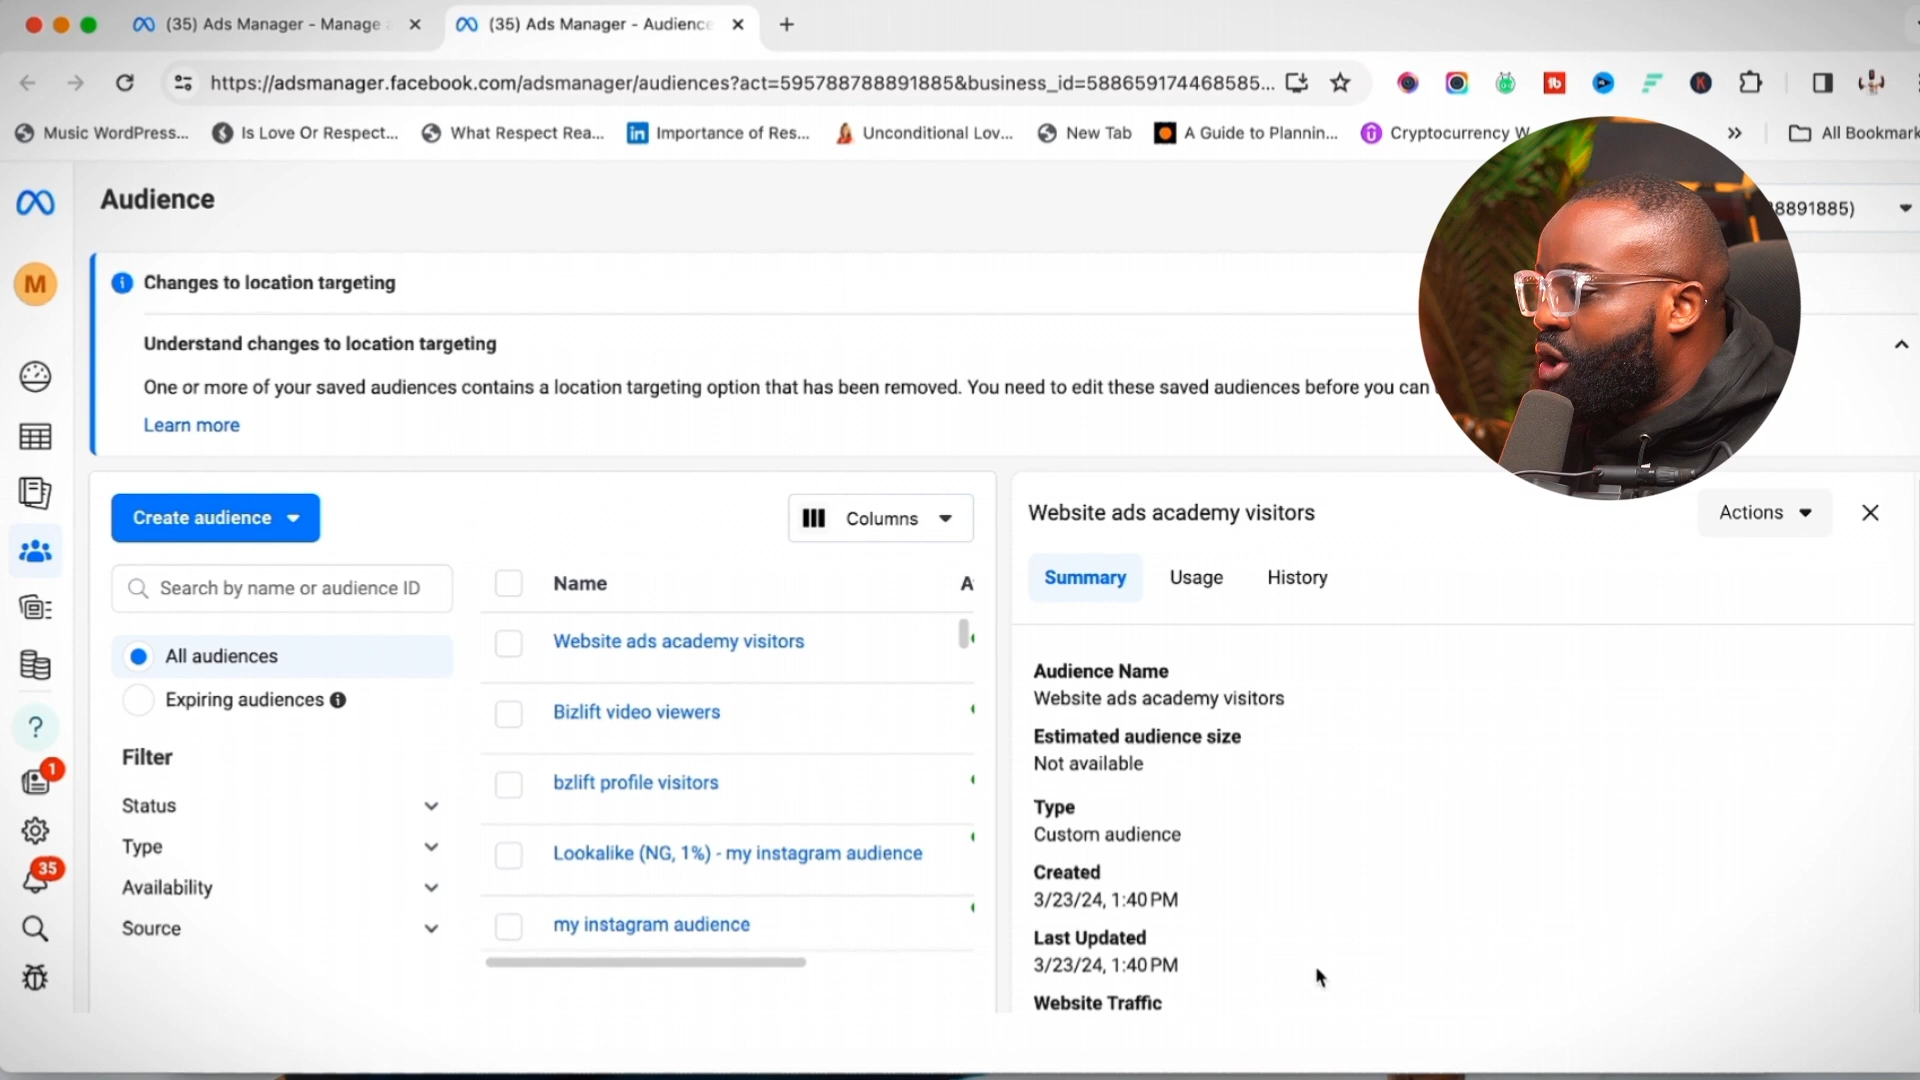 (35) Ads Manager - Manage
(35) Ads Manager - Audience
https://adsmanager.facebook.com/adsmanager/audiences?act=595788788891885&business_id=588659174468585...
Music WordPress...
Is Love Or Respect...
What Respect Rea...
Importance of Res...
Unconditional Lov...
New Tab
A Guide to Plannin...
Cryptocurrency W
All Bookmark
Audience
8891885)
M
Changes to location targeting
Understand changes to location targeting
One or more of your saved audiences contains a location targeting option that has been removed. You need to edit these saved audiences before you can
Learn more
Create audience
Columns
Search by name or audience ID
All audiences
Expiring audiences
Filter
Status
Type
Availability
Source
1
35
Name
A
Website ads academy visitors
Bizlift video viewers
bzlift profile visitors
Lookalike (NG, 1%) - my instagram audience
my instagram audience
Website ads academy visitors
Actions
Summary
Usage
History
Audience Name
Website ads academy visitors
Estimated audience size
Not available
Type
Custom audience
Created
3/23/24, 1:40 PM
Last Updated
3/23/24, 1:40 PM
Website Traffic